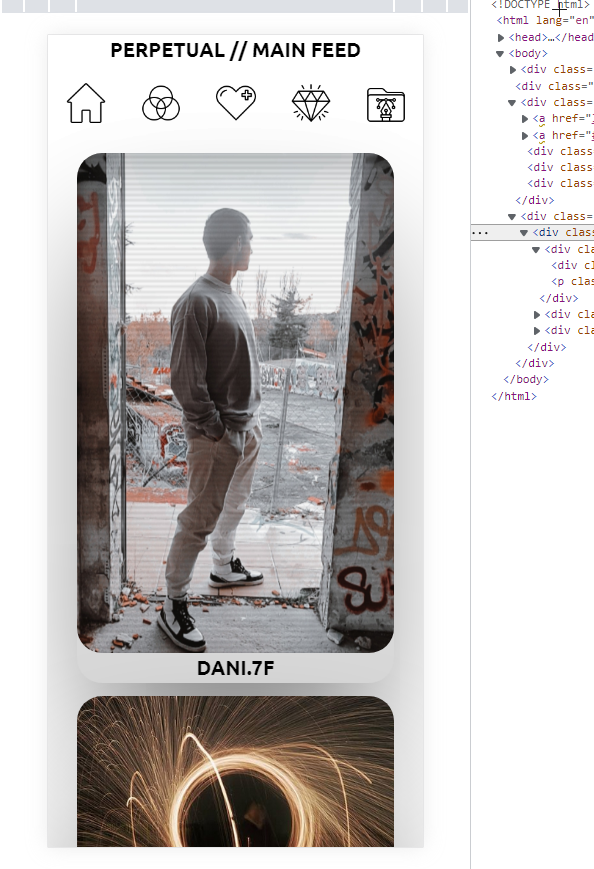 PERPETUAL // MAIN FEED
DANI.7F
<!DOCTYPE html>
<html lang="en"
<head>…</head
<body>
<div class=
<div class="
<div class=
<a href="
<a href="
<div class
<div class
<div class
</div>
<div class=
... <div class
<div cla
<div cl
<p clas
</div>
<div cla
<div cla
</div>
</div>
</body>
</html>